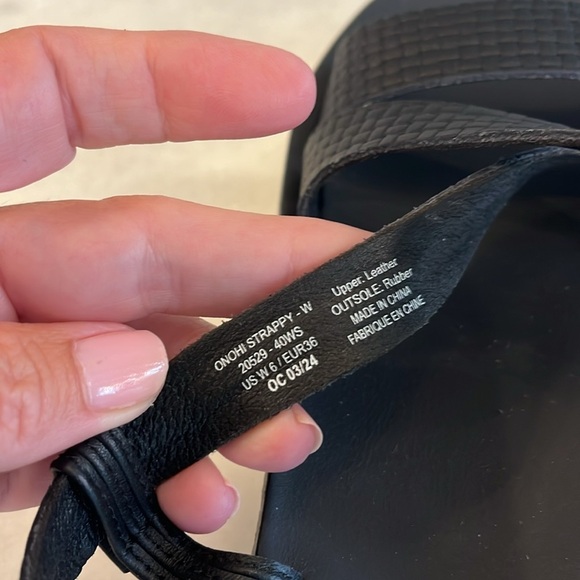 ONOHI STRAPPY - W
20529 - 40WS
US W 6 / EUR36
OC 03/24
Upper: Leather
OUTSOLE: Rubber
MADE IN CHINA
FABRIQUE EN CHINE